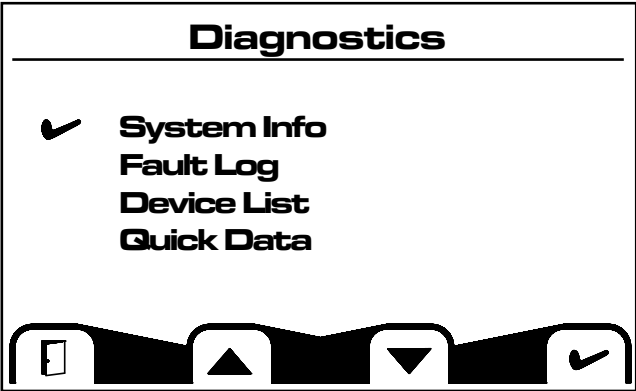 Diagnostics
System Info
Fault Log
Device List
Quick Data